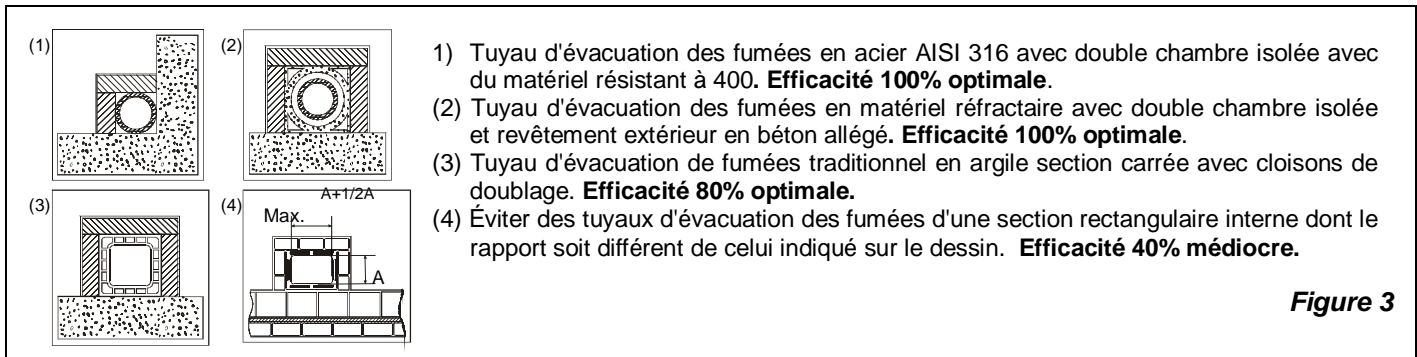 (1)
(2)
(3)
(4)
A+1/2A
Max.
A
1) Tuyau d'évacuation des fumées en acier AISI 316 avec double chambre isolée avec
du matériel résistant à 400. Efficacité 100% optimale.
(2) Tuyau d'évacuation des fumées en matériel réfractaire avec double chambre isolée
et revêtement extérieur en béton allégé. Efficacité 100% optimale.
(3) Tuyau d'évacuation de fumées traditionnel en argile section carrée avec cloisons de
doublage. Efficacité 80% optimale.
(4) Éviter des tuyaux d'évacuation des fumées d'une section rectangulaire interne dont le
rapport soit différent de celui indiqué sur le dessin. Efficacité 40% médiocre.
Figure 3